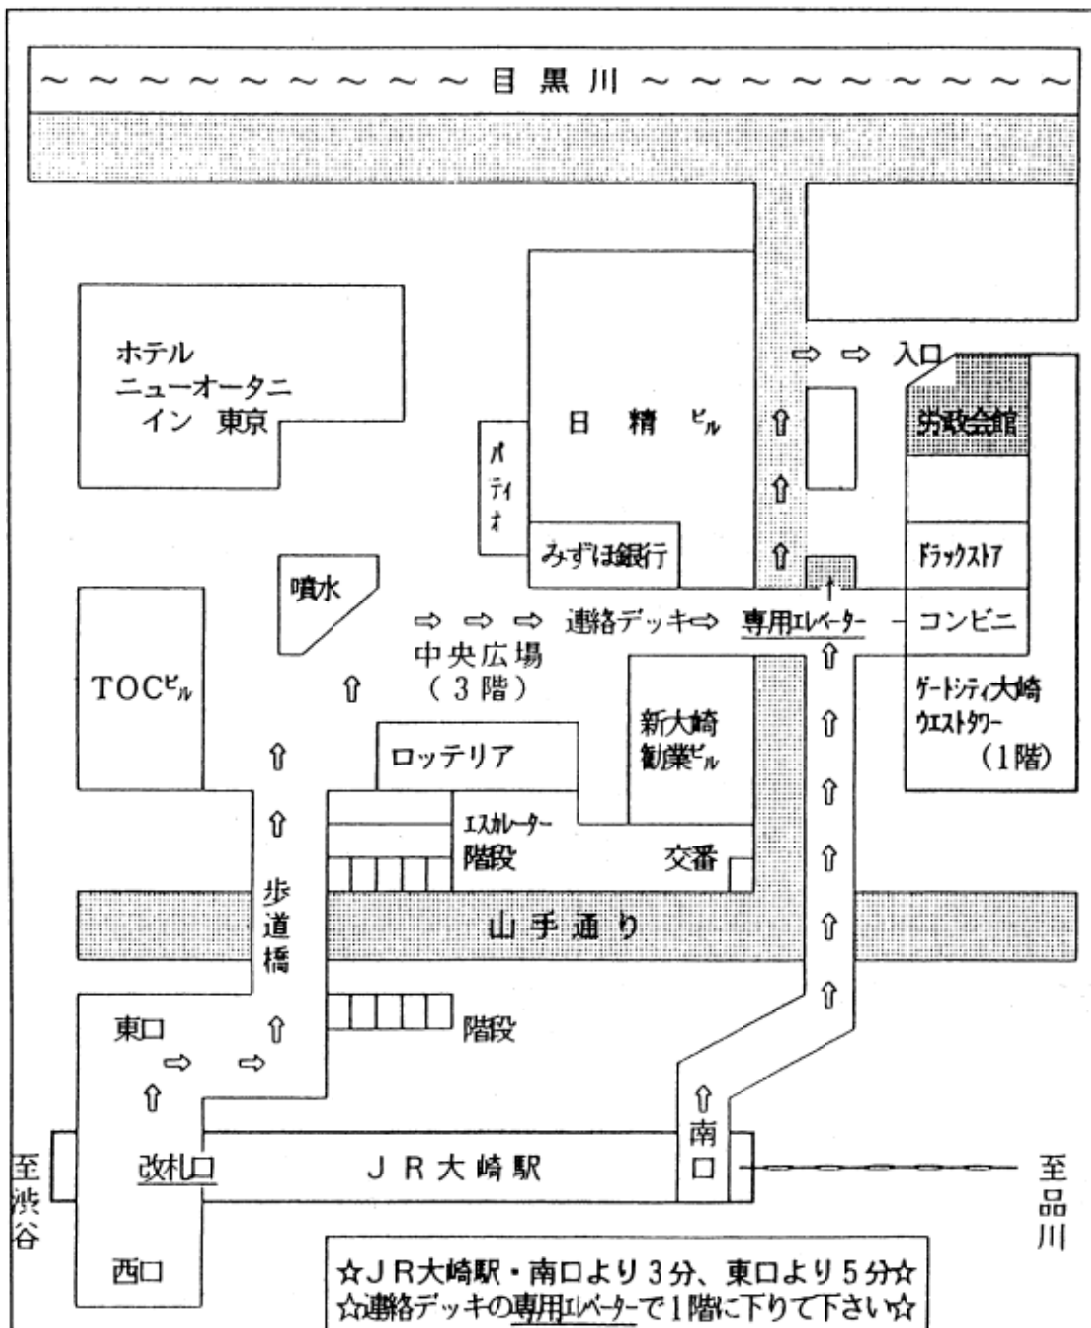 ~ ~ ~ ~ ~ ~ ~ ~ ~ 目黒川 ~ ~ ~ ~ ~ ~ ~ ~ ~
ホテル
ニューオータニ
イン 東京
パティオ
日 精 ビル
みずほ銀行
⇨ ⇨ 入口
労政会館
ドラックストア
コンビニ
ゲートシティ大崎
ウエストタワー
(1階)
噴水
TOCビル
⇨ ⇨ ⇨ 連絡デッキ⇨ 専用エレベーター
中央広場
(3階)
新大崎
勧業ビル
ロッテリア
エスカレーター
階段
交番
歩道橋
山手通り
東口
階段
改札口
JR大崎駅
南口
西口
至渋谷
至品川
☆JR大崎駅・南口より3分、東口より5分☆
☆連絡デッキの専用エレベーターで1階に下りて下さい☆